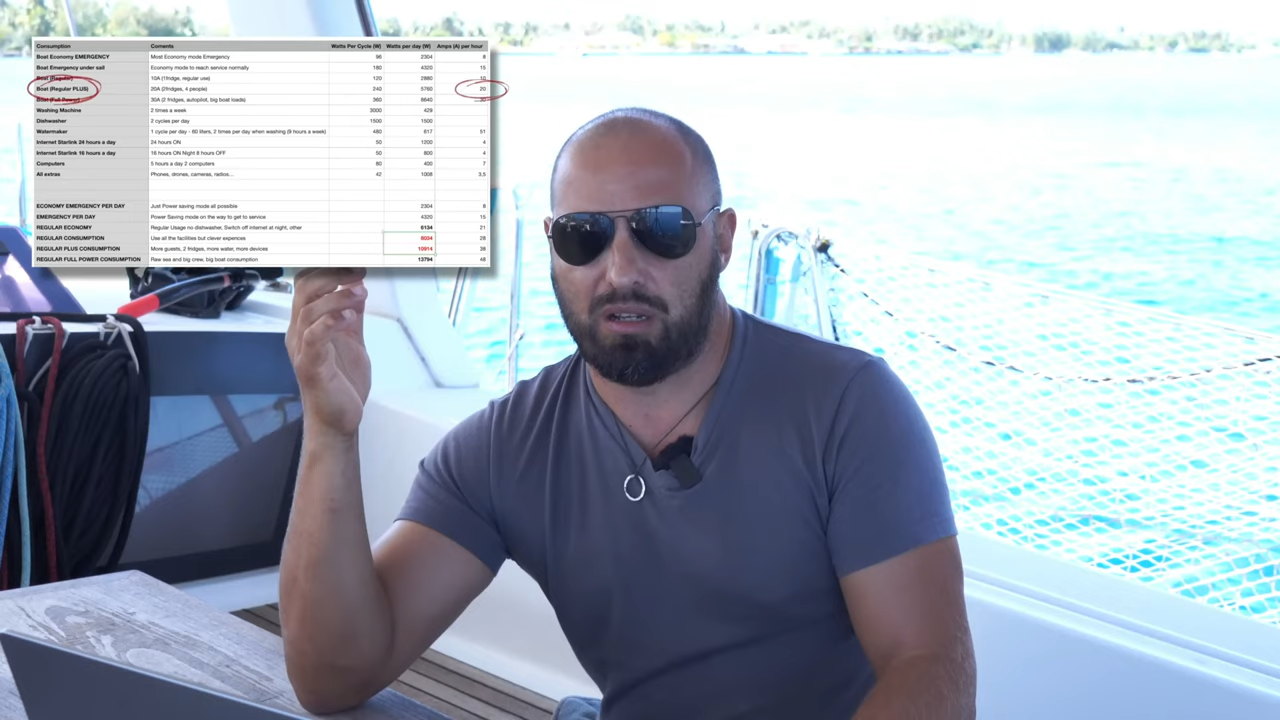 Consumption Coments Watts Per Cycle (W) Watts per day (W) Amps (A) per hour
Boat Economy EMERGENCY Most Economy mode Emergency 96 2304 8
Boat Emergency under sail Economy mode to reach service normally 180 4320 15
Boat (Regular) 10A (1fridge, regular use) 120 2880 10
Boat (Regular PLUS) 20A (2fridges, 4 people) 240 5760 20
Boat (Full Power) 30A (2 fridges, autopilot, big boat loads) 360 8640
Washing Machine 2 times a week 3000 429
Dishwasher 2 cycles per day 1500 1500
Watermaker 1 cycle per day - 60 liters, 2 times per day when washing (9 hours a week) 480 617 51
Internet Starlink 24 hours a day 24 hours ON 50 1200 4
Internet Starlink 16 hours a day 16 hours ON Night 8 hours OFF 50 800 4
Computers 5 hours a day 2 computers 80 400 7
All extras Phones, drones, cameras, radios... 42 1008 3,5
ECONOMY EMERGENCY PER DAY Just Power saving mode all possible 2304 8
EMERGENCY PER DAY Power Saving mode on the way to get to service 4320 15
REGULAR ECONOMY Regular Usage no dishwasher, Switch off internet at night, other 6134 21
REGULAR CONSUMPTION Use all the facilities but clever expences 8034 28
REGULAR PLUS CONSUMPTION More guests, 2 fridges, more water, more devices 10914 38
REGULAR FULL POWER CONSUMPTION Raw sea and big crew, big boat consumption 13794 48